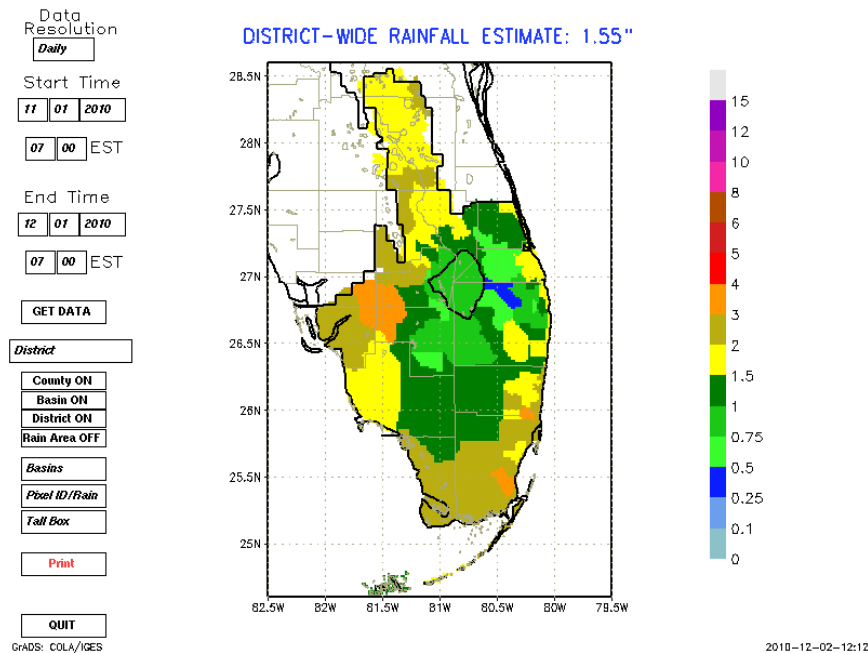 Data
Resolution
Daily
Start Time
11 01 2010
07 00 EST
End Time
12 01 2010
07 00 EST
GET DATA
District
County ON
Basin ON
District ON
Rain Area OFF
Basins
Pixel ID/Rain
Tall Box
Print
QUIT
GrADS: COLA/IGES
DISTRICT-WIDE RAINFALL ESTIMATE: 1.55"
28.5N
28N
27.5N
27N
26.5N
26N
25.5N
25N
82.5W 82W 81.5W 81W 80.5W 80W 79.5W
15
12
10
8
6
5
4
3
2
1.5
1
0.75
0.5
0.25
0.1
0
2010-12-02-12:12